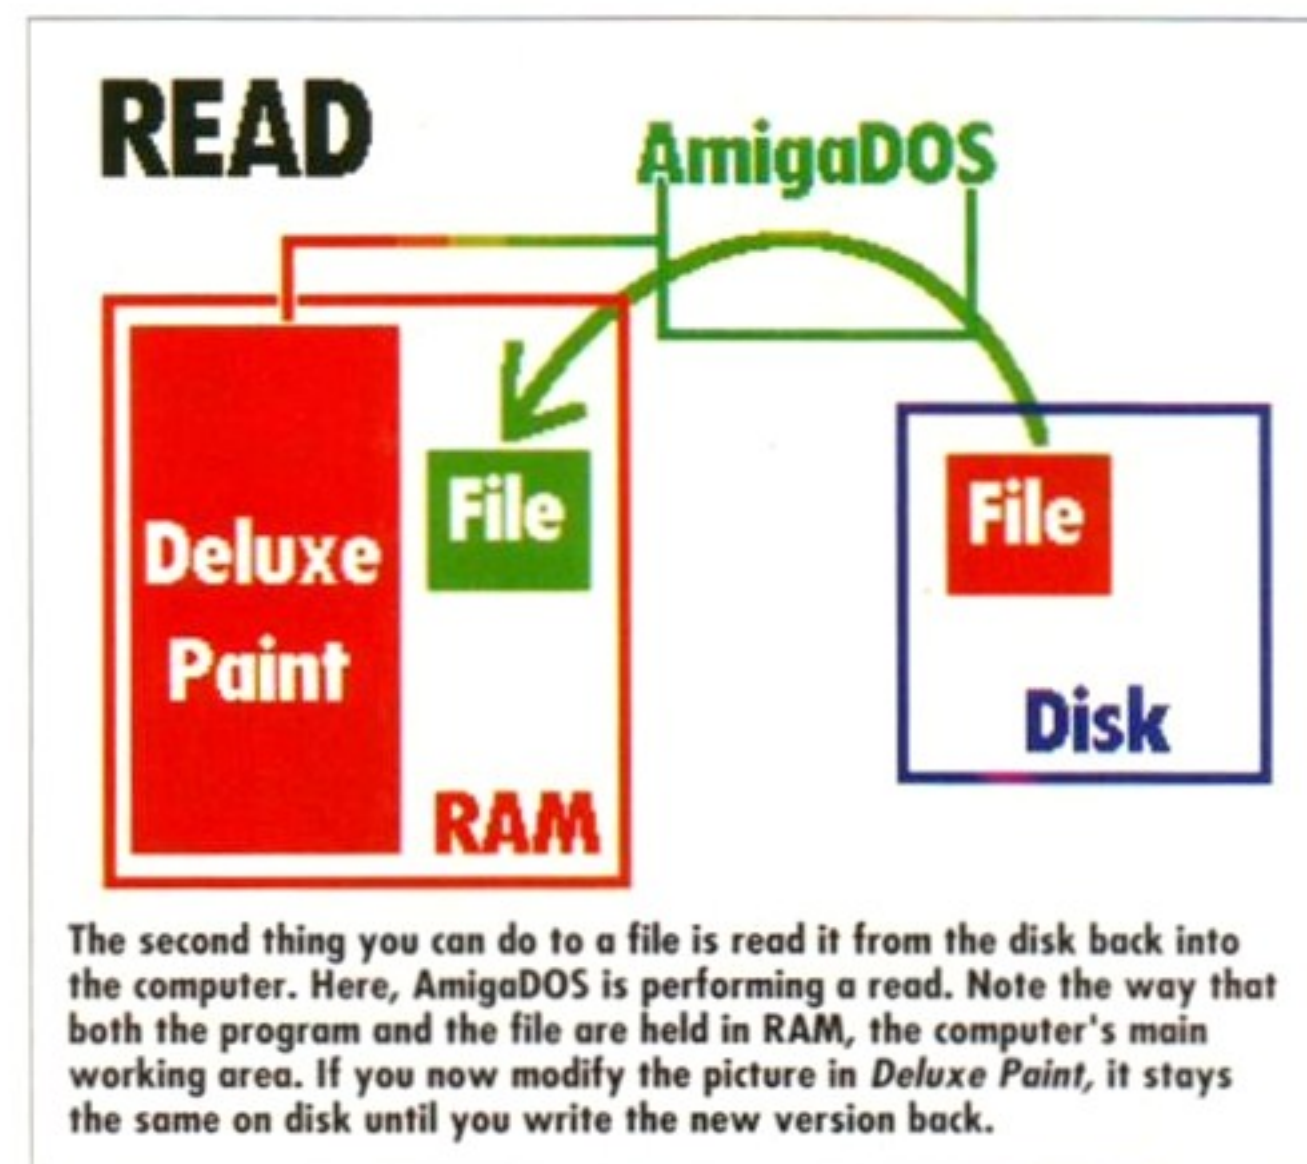 READ
AmigaDOS
File
File
Deluxe
Paint
Disk
RAM
The second thing you can do to a file is read it from the disk back into
the computer. Here, AmigaDOS is performing a read. Note the way that
both the program and the file are held in RAM, the computer's main
working area. If you now modify the picture in Deluxe Paint, it stays
the same on disk until you write the new version back.